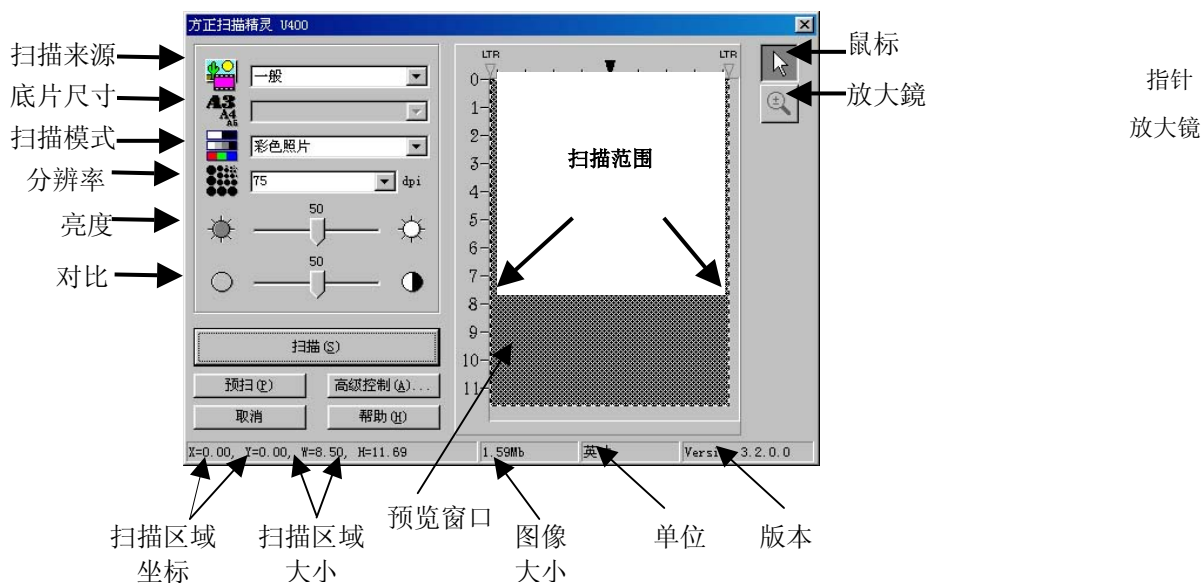 方正扫描精灵 U400
扫描来源
一般
底片尺寸
A3
A4
A5
扫描模式
彩色照片
分辨率
75 dpi
亮度
50
对比
50
扫描(S)
预扫(P)
高级控制(A)...
取消
帮助(H)
LTR LTR
0
1
2
3
4
5
6
7
8
9
10
11
扫描范围
鼠标
放大鏡
指针
放大镜
X=0.00, Y=0.00, W=8.50, H=11.69
1.59Mb
英
Versi 3.2.0.0
扫描区域
坐标
扫描区域
大小
预览窗口
图像
大小
单位
版本